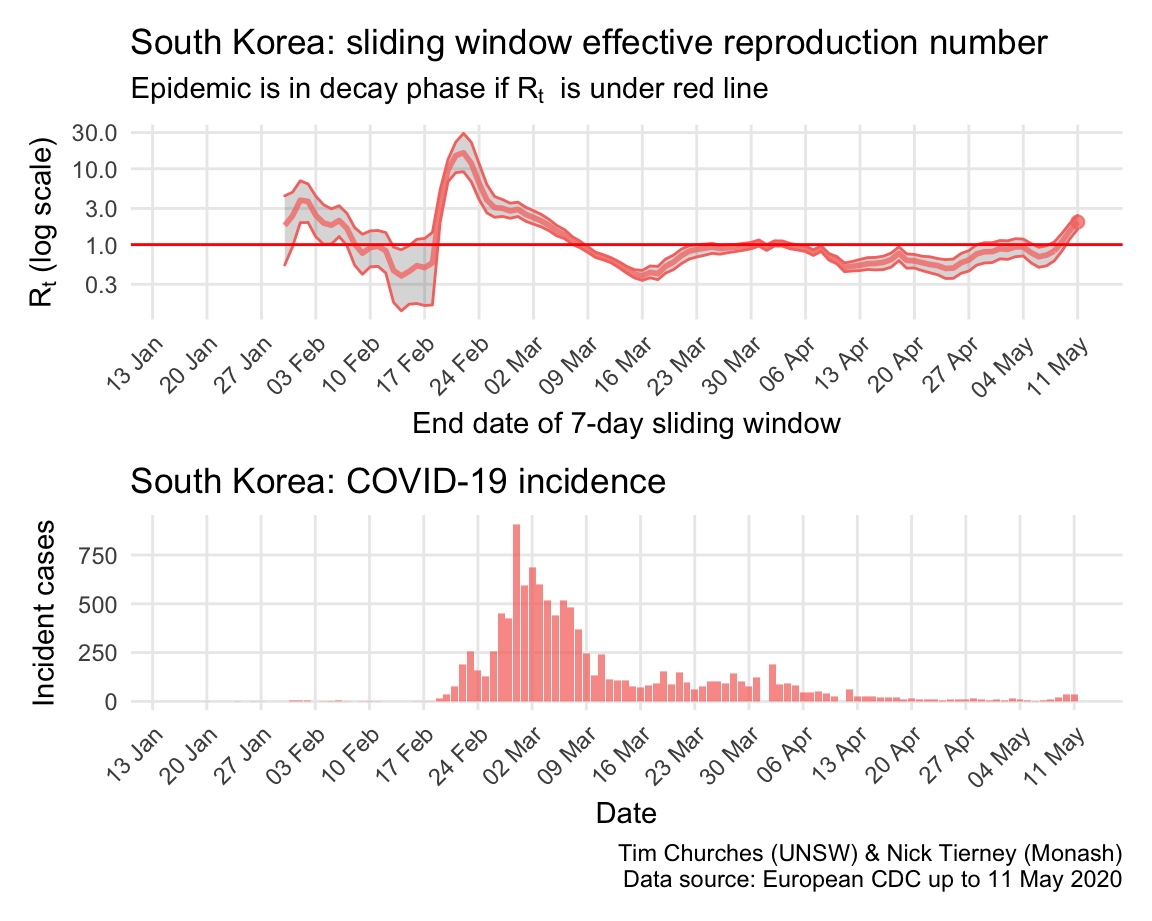 South Korea: sliding window effective reproduction number
Epidemic is in decay phase if Rt is under red line
Rt (log scale)
30.0
10.0
3.0
1.0
0.3
13 Jan
20 Jan
27 Jan
03 Feb
10 Feb
17 Feb
24 Feb
02 Mar
09 Mar
16 Mar
23 Mar
30 Mar
06 Apr
13 Apr
20 Apr
27 Apr
04 May
11 May
End date of 7-day sliding window
South Korea: COVID-19 incidence
Incident cases
750
500
250
0
13 Jan
20 Jan
27 Jan
03 Feb
10 Feb
17 Feb
24 Feb
02 Mar
09 Mar
16 Mar
23 Mar
30 Mar
06 Apr
13 Apr
20 Apr
27 Apr
04 May
11 May
Date
Tim Churches (UNSW) & Nick Tierney (Monash)
Data source: European CDC up to 11 May 2020